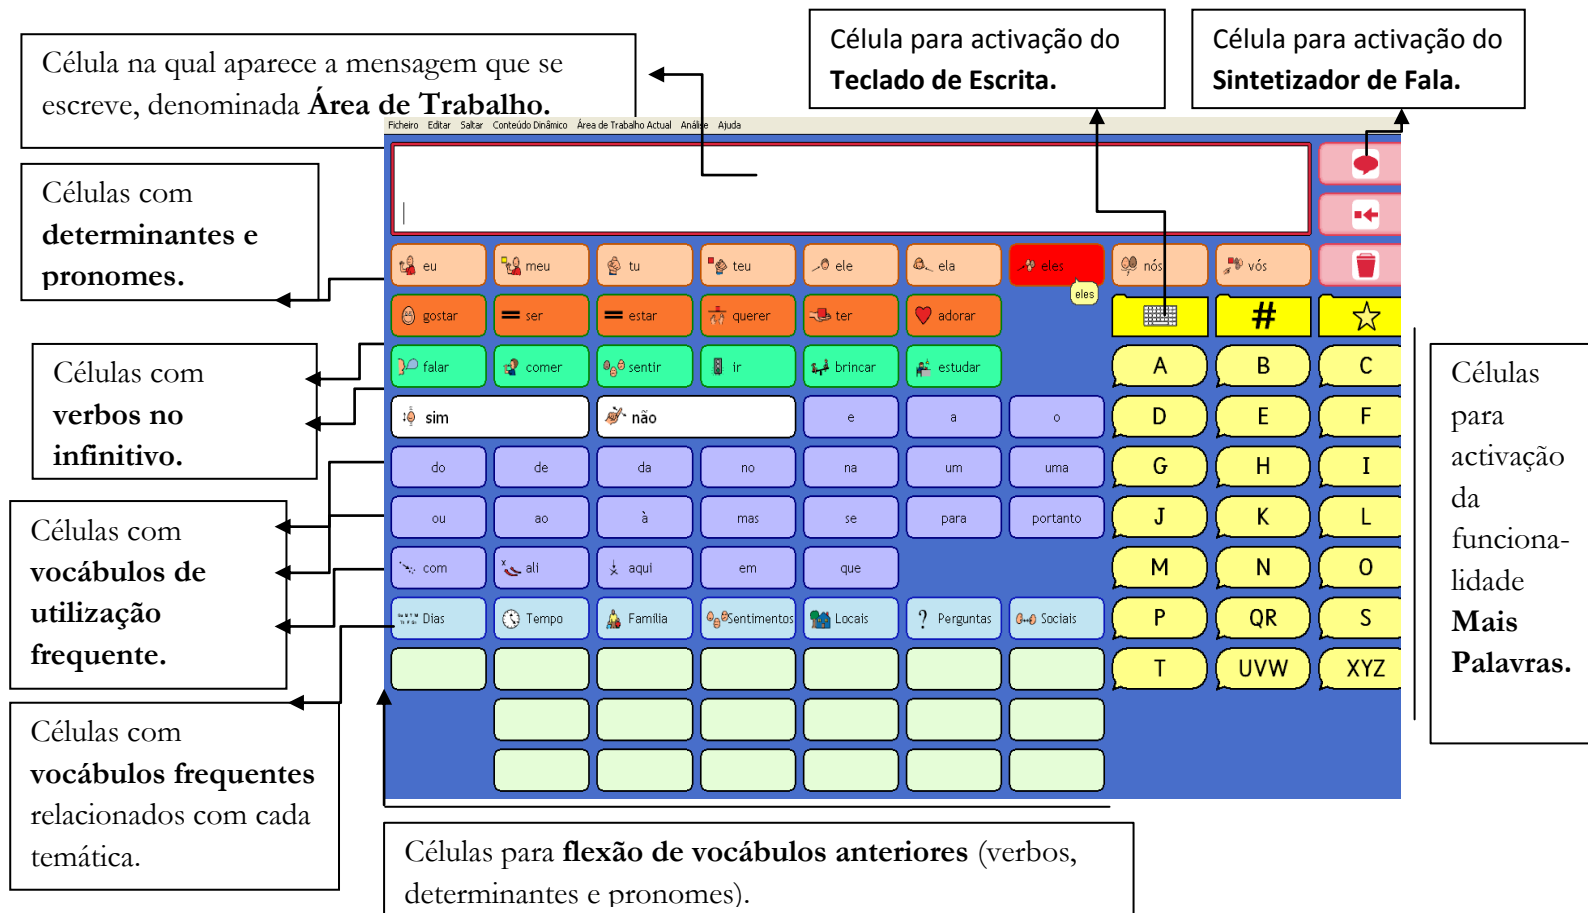 Célula na qual aparece a mensagem que se
escreve, denominada Área de Trabalho.
Célula para activação do
Teclado de Escrita.
Célula para activação do
Sintetizador de Fala.
Ficheiro Editar Saltar Conteúdo Dinâmico Área de Trabalho Actual Análise Ajuda
Células com
determinantes e
pronomes.
eu meu tu teu ele ela eles nós vós
eles
gostar ser estar querer ter adorar #
Células com
verbos no
infinitivo.
falar comer sentir ir brincar estudar A B C
sim não e a o D E F
do de da no na um uma G H I
ou ao à mas se para portanto J K L
com ali aqui em que M N O
Dias Tempo Família Sentimentos Locais ? Perguntas Sociais P QR S
T UVW XYZ
Células com
vocábulos de
utilização
frequente.
Células com
vocábulos frequentes
relacionados com cada
temática.
Células
para
activação
da
funciona-
lidade
Mais
Palavras.
Células para flexão de vocábulos anteriores (verbos,
determinantes e pronomes).